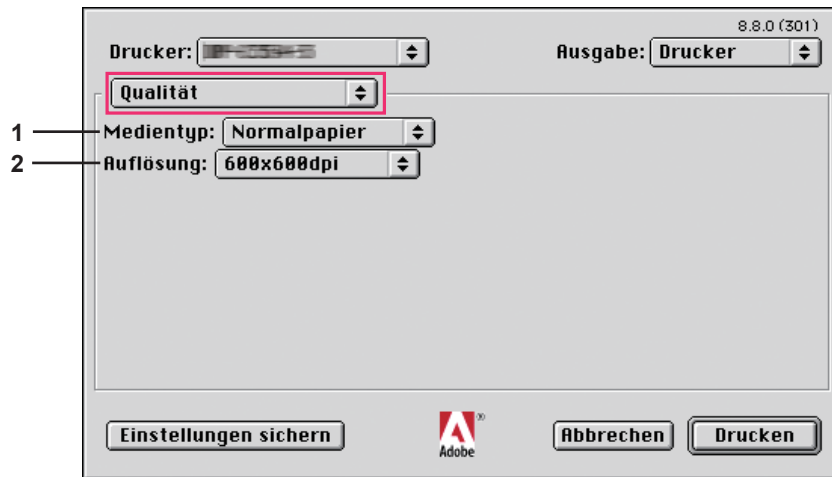 8.8.0 (301)
Drucker: Ausgabe: Drucker
Qualität
1 Medientyp: Normalpapier
2 Auflösung: 600x600dpi
Einstellungen sichern Adobe ® Abbrechen Drucken